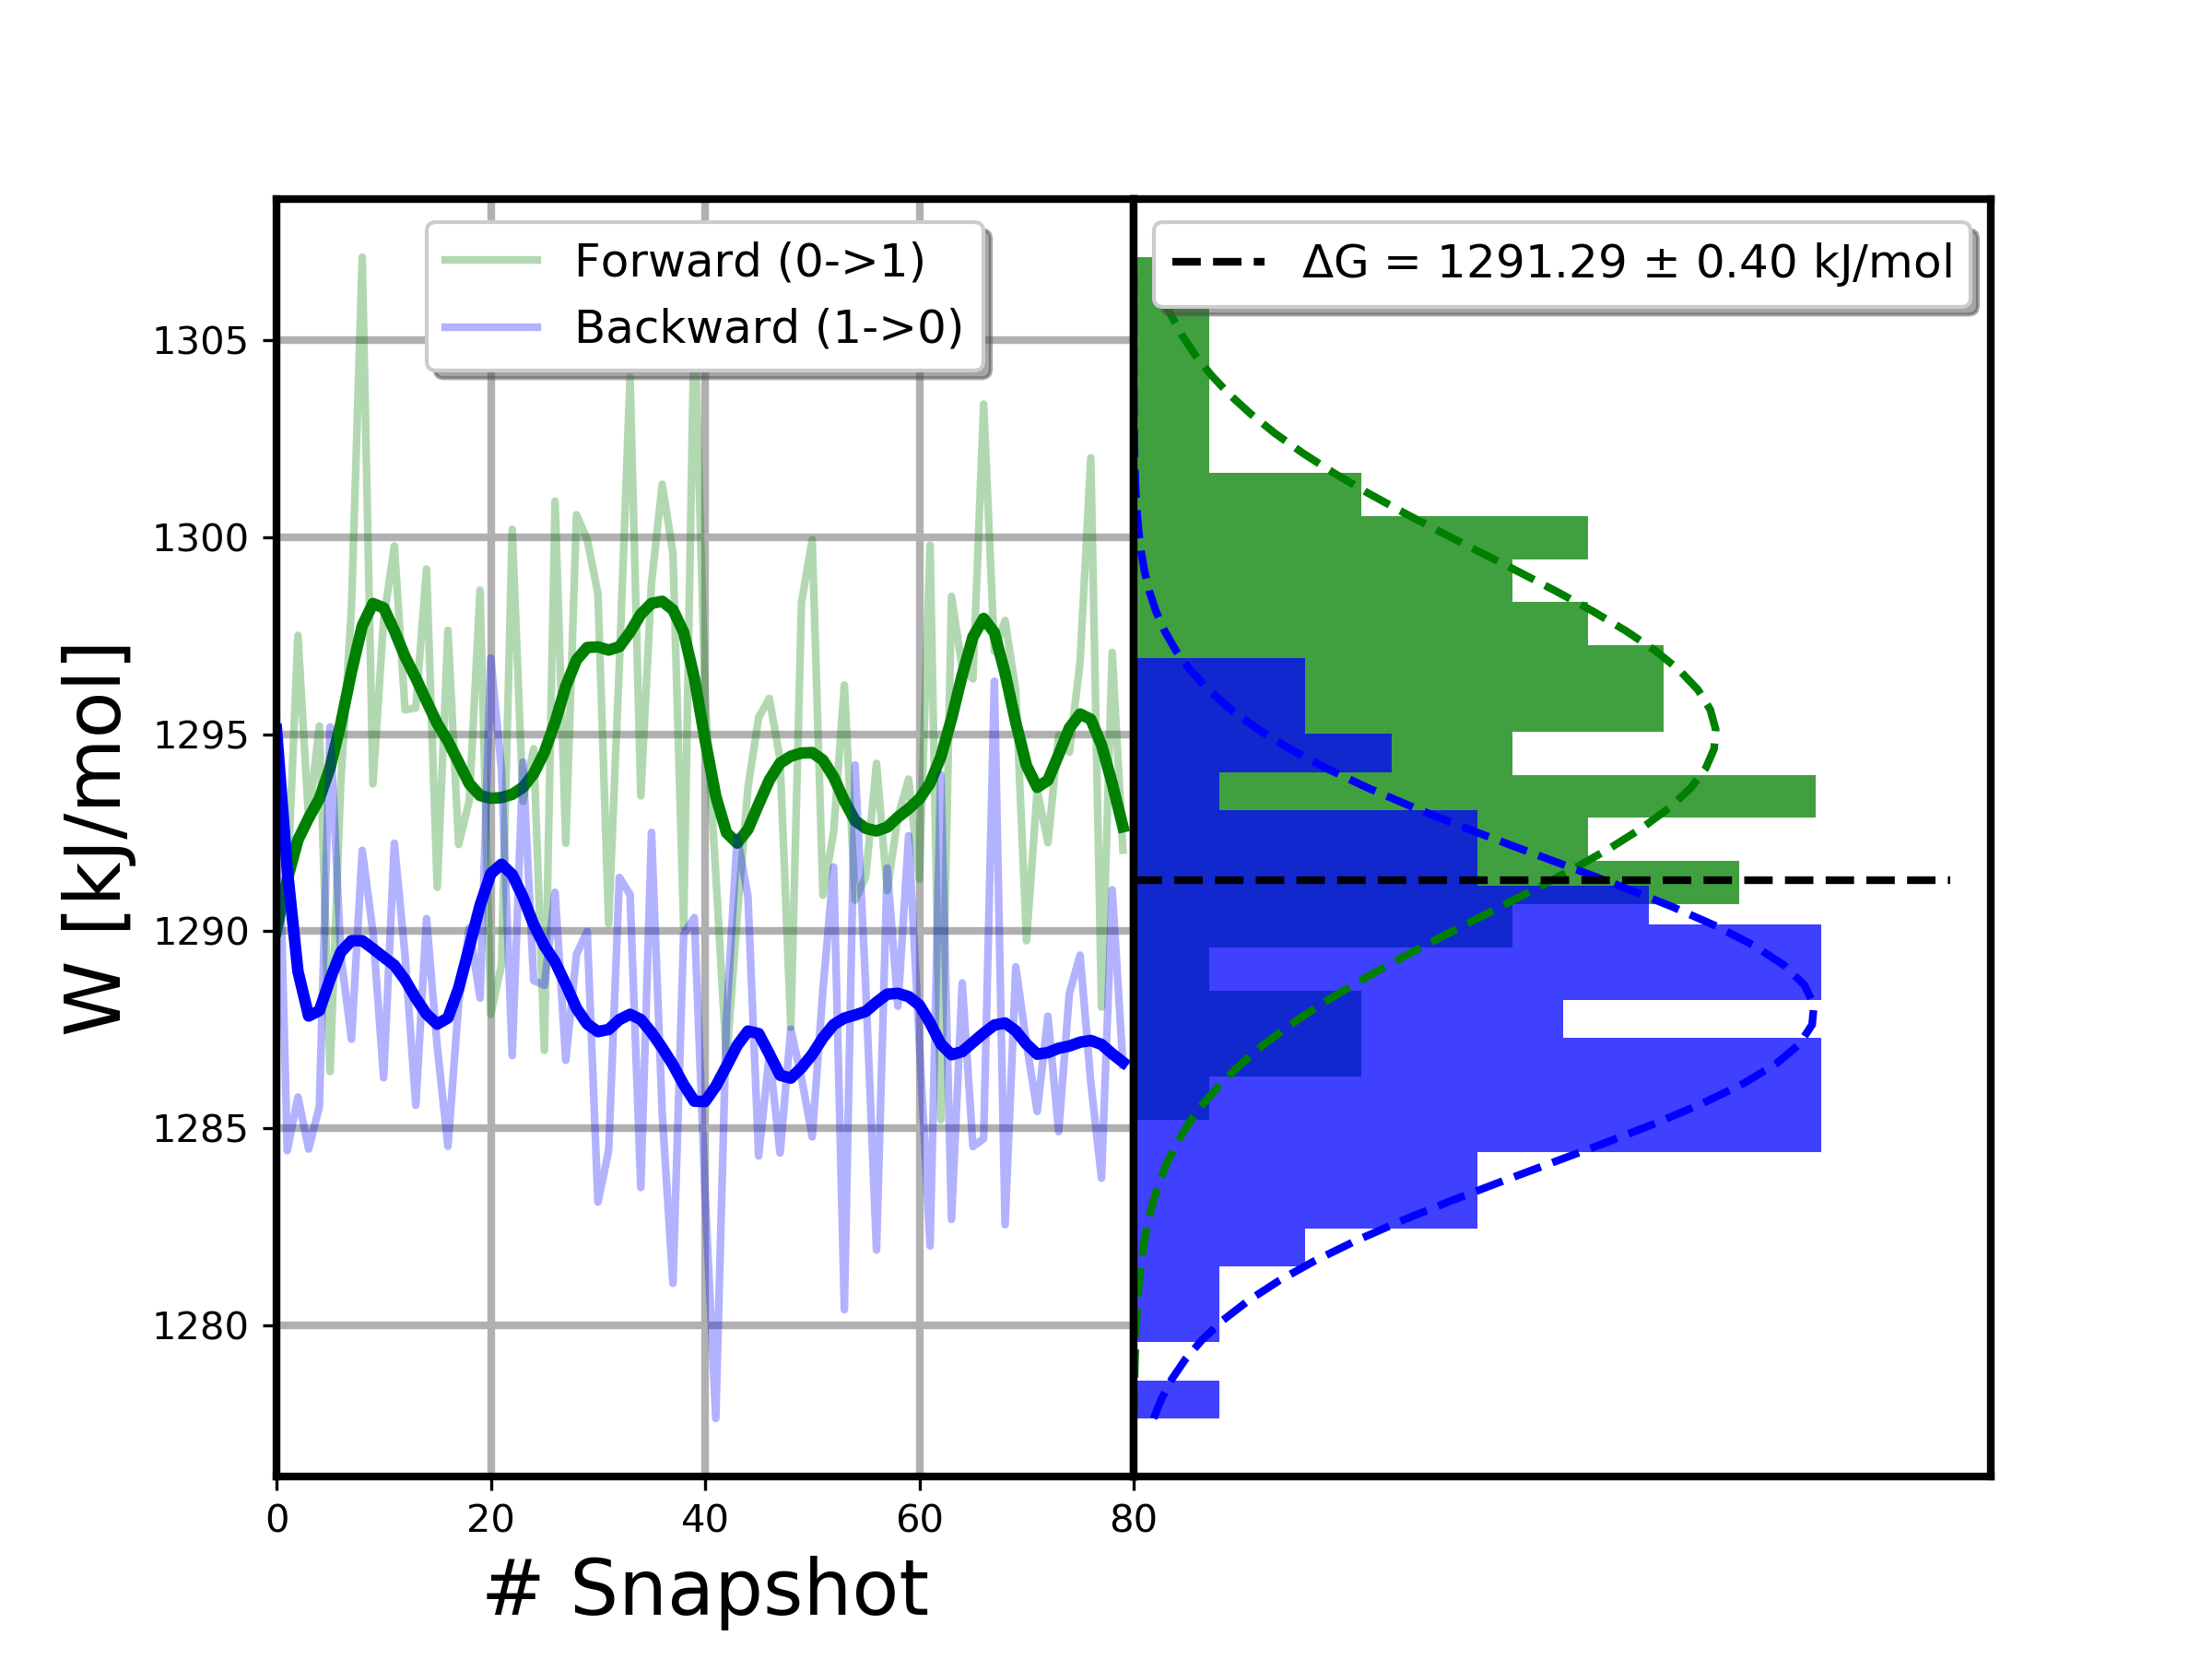 Forward (0->1)
Backward (1->0)
ΔG = 1291.29 ± 0.40 kJ/mol
W [kJ/mol]
1305
1300
1295
1290
1285
1280
0 20 40 60 80
# Snapshot